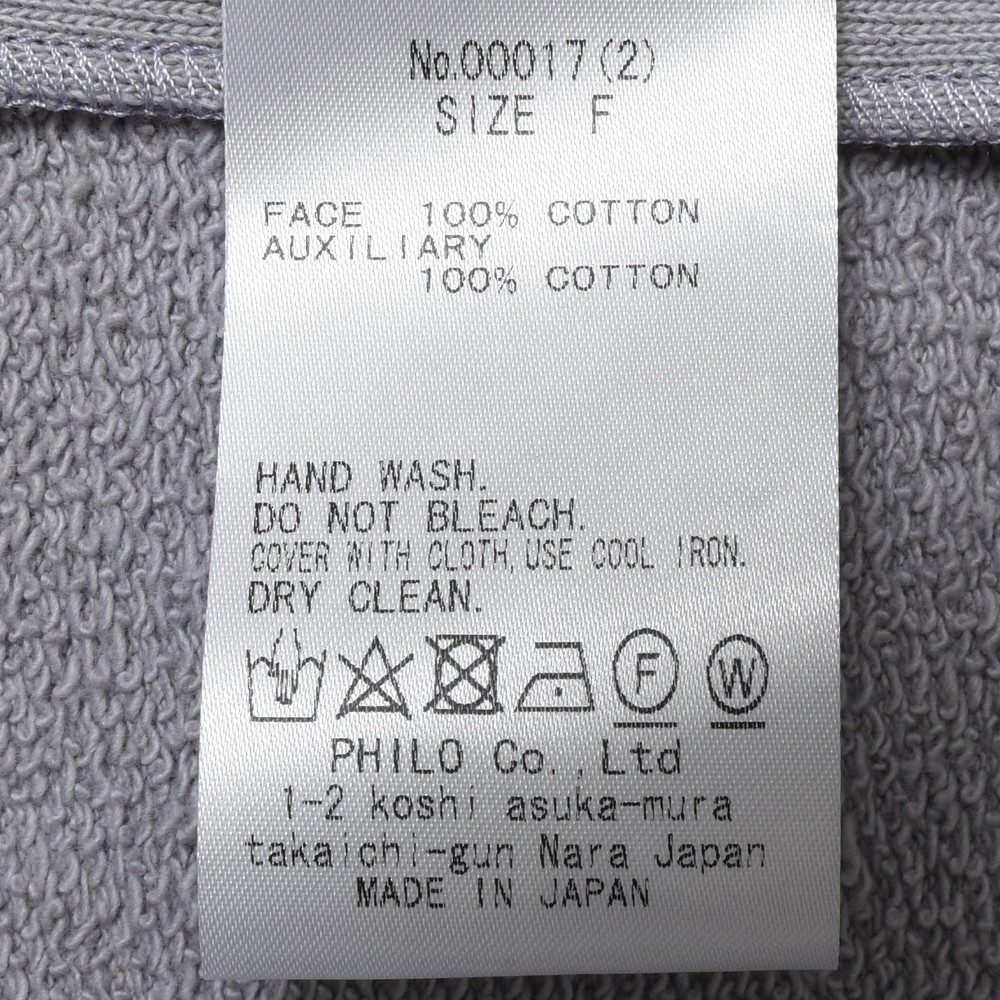 No.00017(2)
SIZE F
FACE 100% COTTON
AUXILIARY
100% COTTON
HAND WASH.
DO NOT BLEACH.
COVER WITH CLOTH, USE COOL IRON.
DRY CLEAN.
F W
PHILO Co.,Ltd
1-2 koshi asuka-mura
takaichi-gun Nara Japan
MADE IN JAPAN